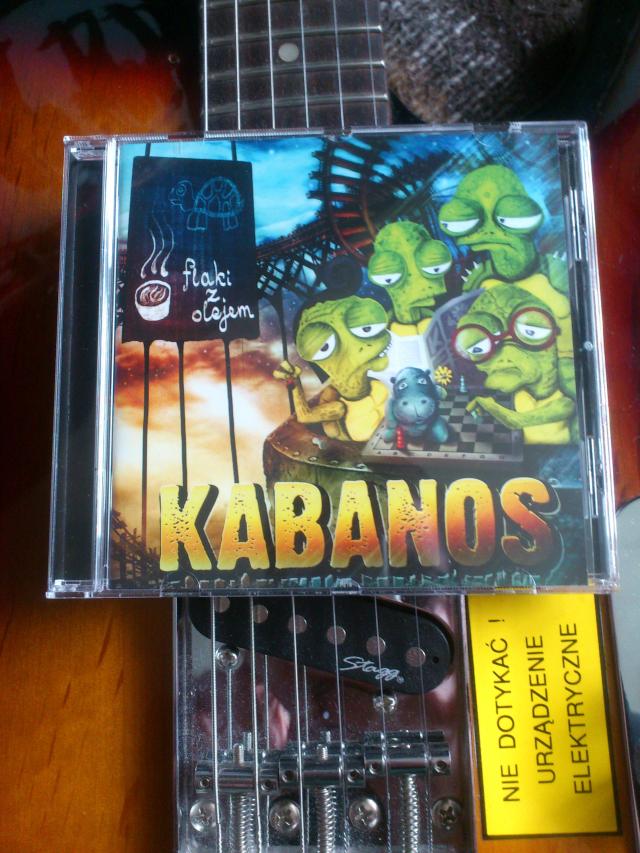 flaki
z
olejem
KABANOS
Stagg®
NIE DOTYKAĆ !
URZĄDZENIE
ELEKTRYCZNE